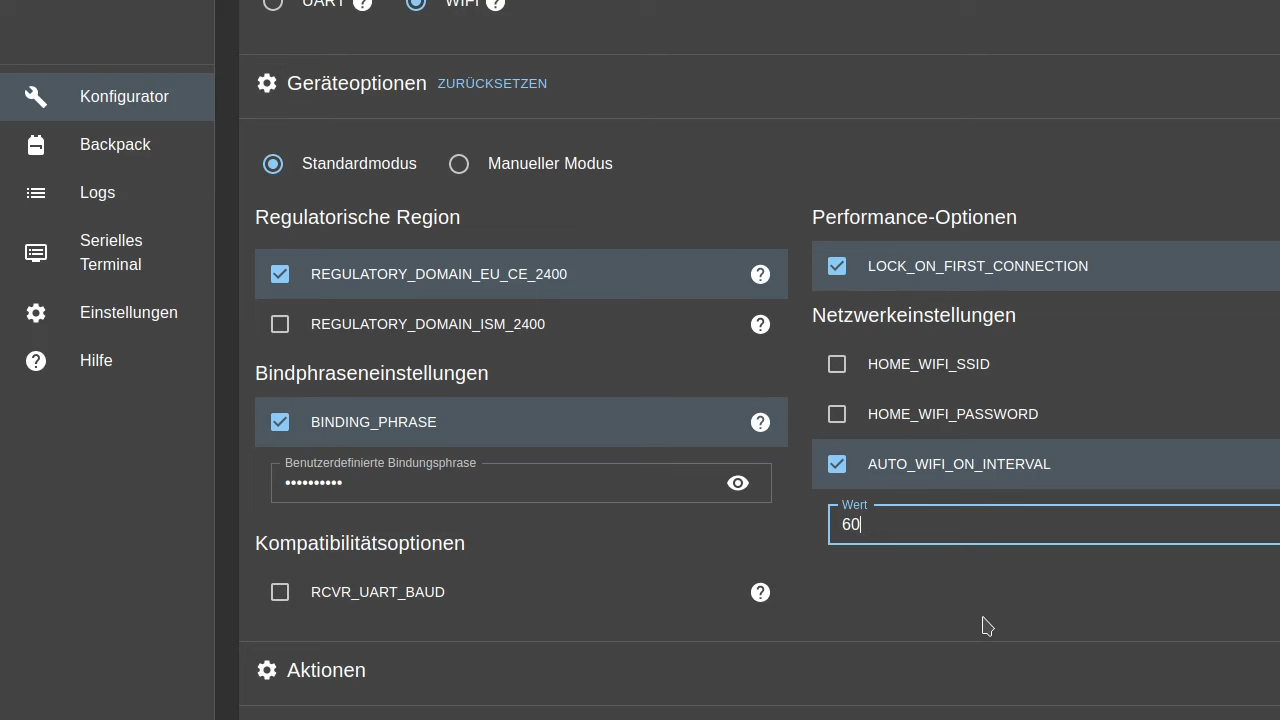 UART ? WIFI ?
Konfigurator
Backpack
Logs
Serielles
Terminal
Einstellungen
? Hilfe
Geräteoptionen ZURÜCKSETZEN
Standardmodus Manueller Modus
Regulatorische Region
REGULATORY_DOMAIN_EU_CE_2400 ?
REGULATORY_DOMAIN_ISM_2400 ?
Bindphraseneinstellungen
BINDING_PHRASE ?
Benutzerdefinierte Bindungsphrase
••••••••••
Kompatibilitätsoptionen
RCVR_UART_BAUD ?
Performance-Optionen
LOCK_ON_FIRST_CONNECTION
Netzwerkeinstellungen
HOME_WIFI_SSID
HOME_WIFI_PASSWORD
AUTO_WIFI_ON_INTERVAL
Wert
60
Aktionen